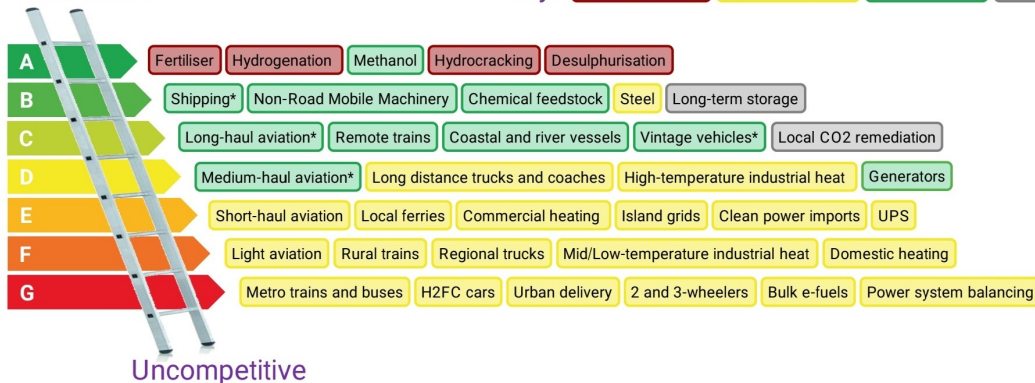 A Fertiliser Hydrogenation Methanol Hydrocracking Desulphurisation
B Shipping* Non-Road Mobile Machinery Chemical feedstock Steel Long-term storage
C Long-haul aviation* Remote trains Coastal and river vessels Vintage vehicles* Local CO2 remediation
D Medium-haul aviation* Long distance trucks and coaches High-temperature industrial heat Generators
E Short-haul aviation Local ferries Commercial heating Island grids Clean power imports UPS
F Light aviation Rural trains Regional trucks Mid/Low-temperature industrial heat Domestic heating
G Metro trains and buses H2FC cars Urban delivery 2 and 3-wheelers Bulk e-fuels Power system balancing
Uncompetitive